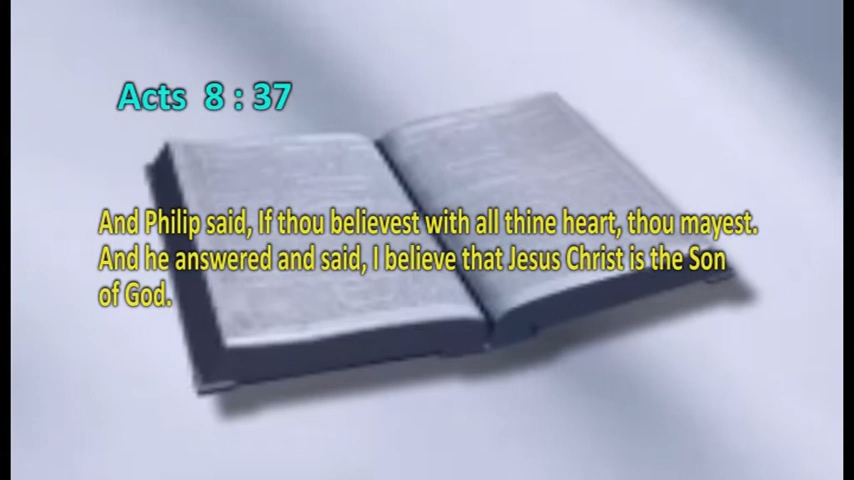 Acts 8 : 37
And Philip said, If thou believest with all thine heart, thou mayest.
And he answered and said, I believe that Jesus Christ is the Son
of God.